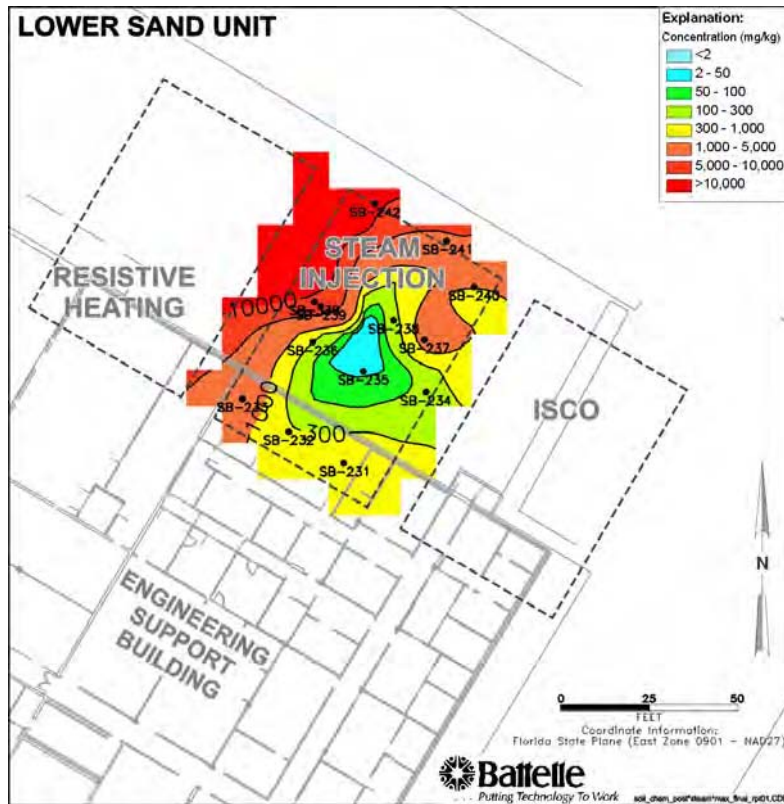 LOWER SAND UNIT
Explanation:
Concentration (mg/kg)
<2
2 - 50
50 - 100
100 - 300
300 - 1,000
1,000 - 5,000
5,000 - 10,000
>10,000
SB-242
SB-241
STEAM
INJECTION
SB-240
RESISTIVE
HEATING
10000
SB-239
SB-238
SB-237
SB-236
SB-235
SB-234
ISCO
SB-233
SB-232
300
SB-231
ENGINEERING
SUPPORT
BUILDING
N
0 25 50
FEET
Coordinate Information:
Florida State Plane (East Zone 0901 - NAD27)
Battelle
Putting Technology To Work